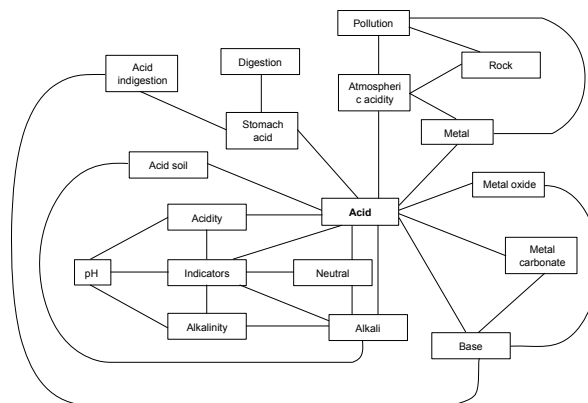 Pollution
Acid
indigestion
Digestion
Rock
Atmospheri
c acidity
Stomach
acid
Metal
Acid soil
Metal oxide
Acidity
Acid
Metal
carbonate
pH
Indicators
Neutral
Alkalinity
Alkali
Base